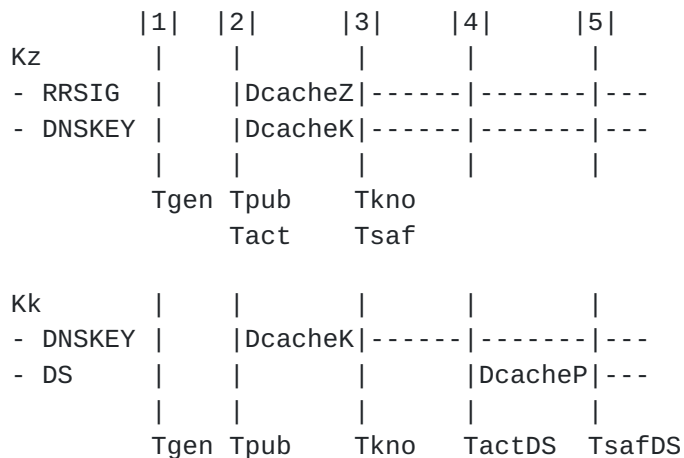 |1| |2| |3| |4| |5|
Kz | | | | |
- RRSIG | |DcacheZ|------|-------|---
- DNSKEY | |DcacheK|------|-------|---
| | | | |
Tgen Tpub Tkno
Tact Tsaf
Kk | | | | |
- DNSKEY | |DcacheK|------|-------|---
- DS | | | |DcacheP|---
| | | | |
Tgen Tpub Tkno TactDS TsafDS